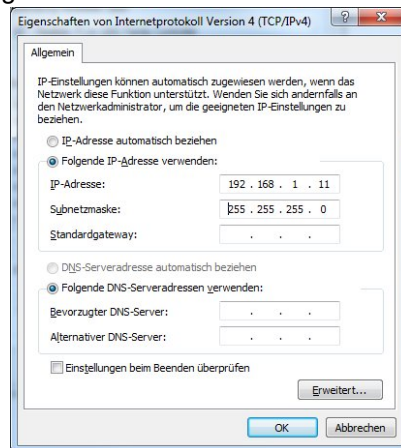 Eigenschaften von Internetprotokoll Version 4 (TCP/IPv4)
Allgemein
IP-Einstellungen können automatisch zugewiesen werden, wenn das
Netzwerk diese Funktion unterstützt. Wenden Sie sich andernfalls an
den Netzwerkadministrator, um die geeigneten IP-Einstellungen zu
beziehen.
IP-Adresse automatisch beziehen
Folgende IP-Adresse verwenden:
IP-Adresse: 192 . 168 . 1 . 11
Subnetzmaske: 255 . 255 . 255 . 0
Standardgateway: . . .
DNS-Serveradresse automatisch beziehen
Folgende DNS-Serveradressen verwenden:
Bevorzugter DNS-Server: . . .
Alternativer DNS-Server: . . .
Einstellungen beim Beenden überprüfen
Erweitert...
OK Abbrechen